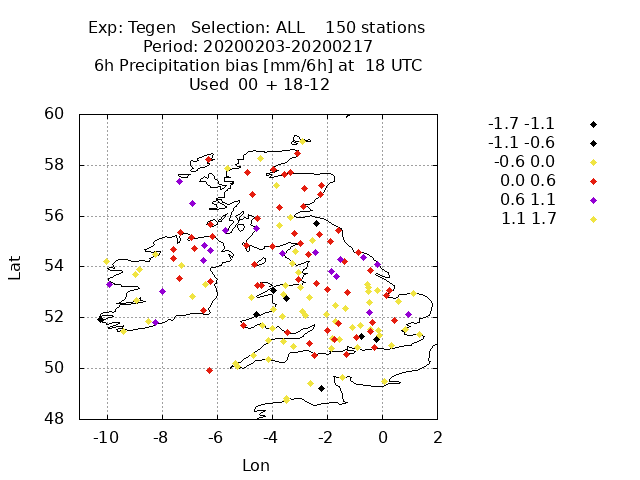 Exp: Tegen Selection: ALL 150 stations
Period: 20200203-20200217
6h Precipitation bias [mm/6h] at 18 UTC
Used 00 + 18-12
60
58
56
54
52
50
48
Lat
-10 -8 -6 -4 -2 0 2
Lon
-1.7 -1.1
-1.1 -0.6
-0.6 0.0
0.0 0.6
0.6 1.1
1.1 1.7